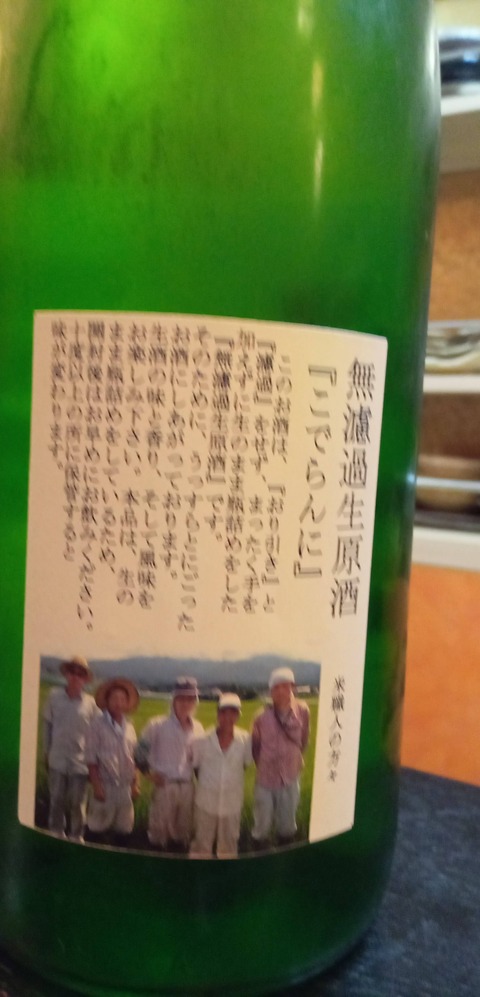 無濾過生原酒
『こでらんに』
このお酒は、『おり引き』と
『濾過』をせず、まったく手を
加えずに生のまま瓶詰めをした
『無濾過生原酒』です。
そのために、うっすらとにごった
お酒にしあがっております。
生酒の味と香り、そして風味を
お楽しみ下さい。本品は、生の
まま瓶詰めをしているため、
開封後はお早めにお飲みください。
十度以上の所に保管すると、
味が変わります。
米職人の方々